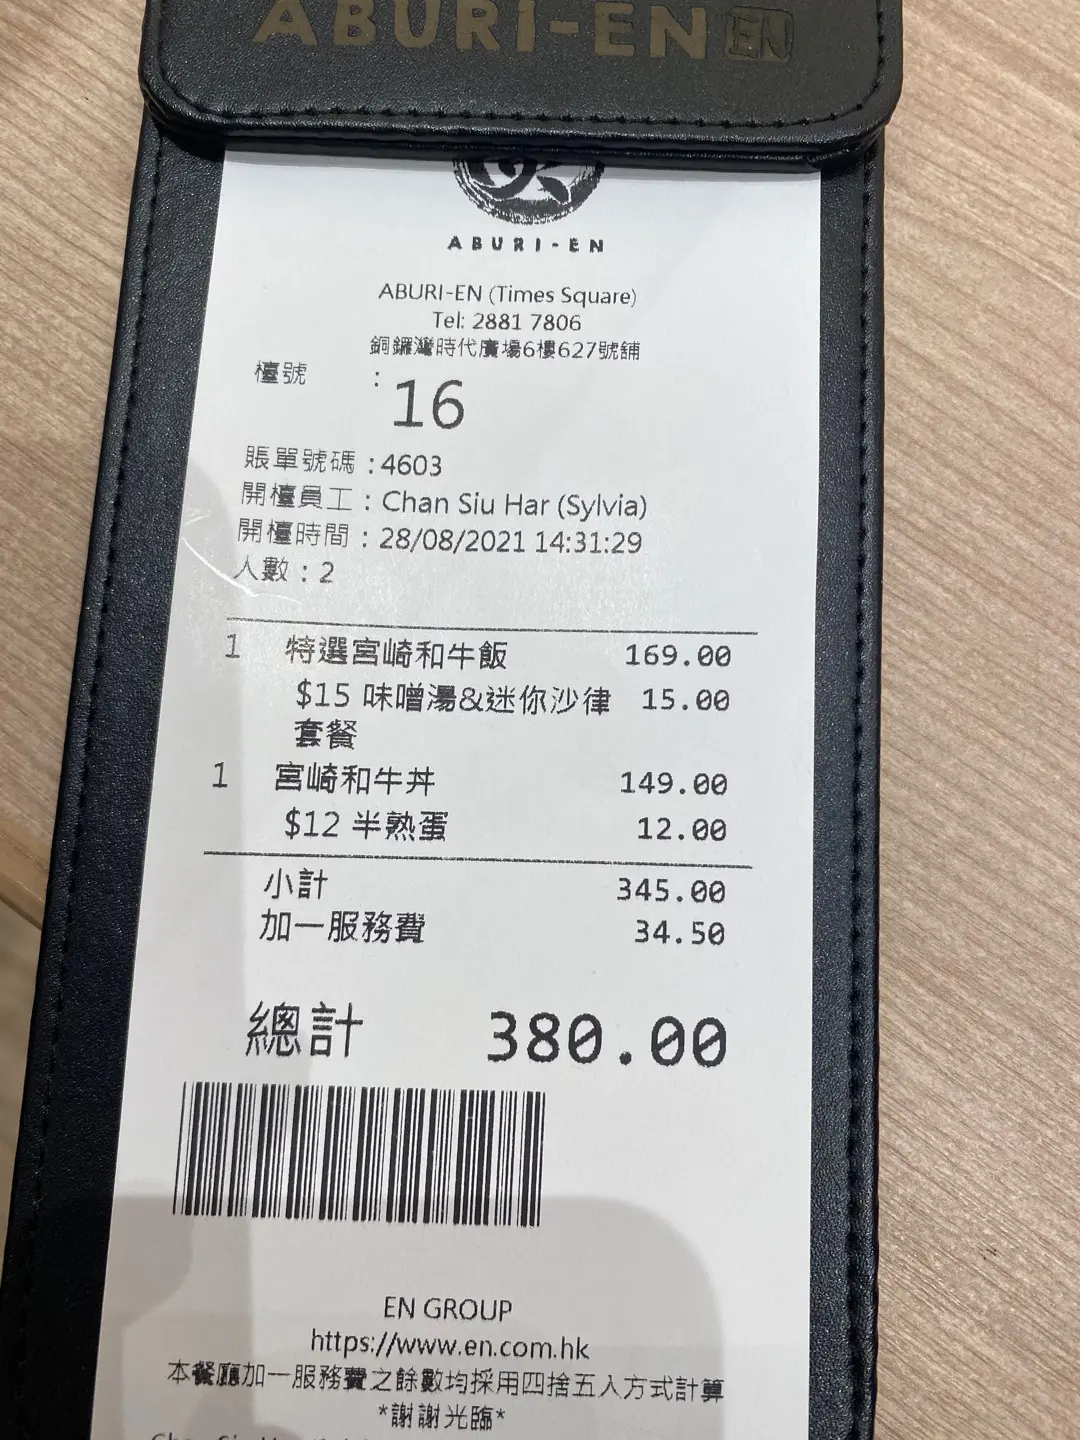 ABURI-EN EN
ABURI-EN
ABURI-EN (Times Square)
Tel: 2881 7806
銅鑼灣時代廣場6樓627號舖
檯號 : 16
賬單號碼 : 4603
開檯員工 : Chan Siu Har (Sylvia)
開檯時間 : 28/08/2021 14:31:29
人數 : 2
1 特選宮崎和牛飯 169.00
$15 味噌湯&迷你沙律 15.00
套餐
1 宮崎和牛丼 149.00
$12 半熟蛋 12.00
小計 345.00
加一服務費 34.50
總計 380.00
EN GROUP
https://www.en.com.hk
本餐廳加一服務費之餘數均採用四捨五入方式計算
*謝謝光臨*